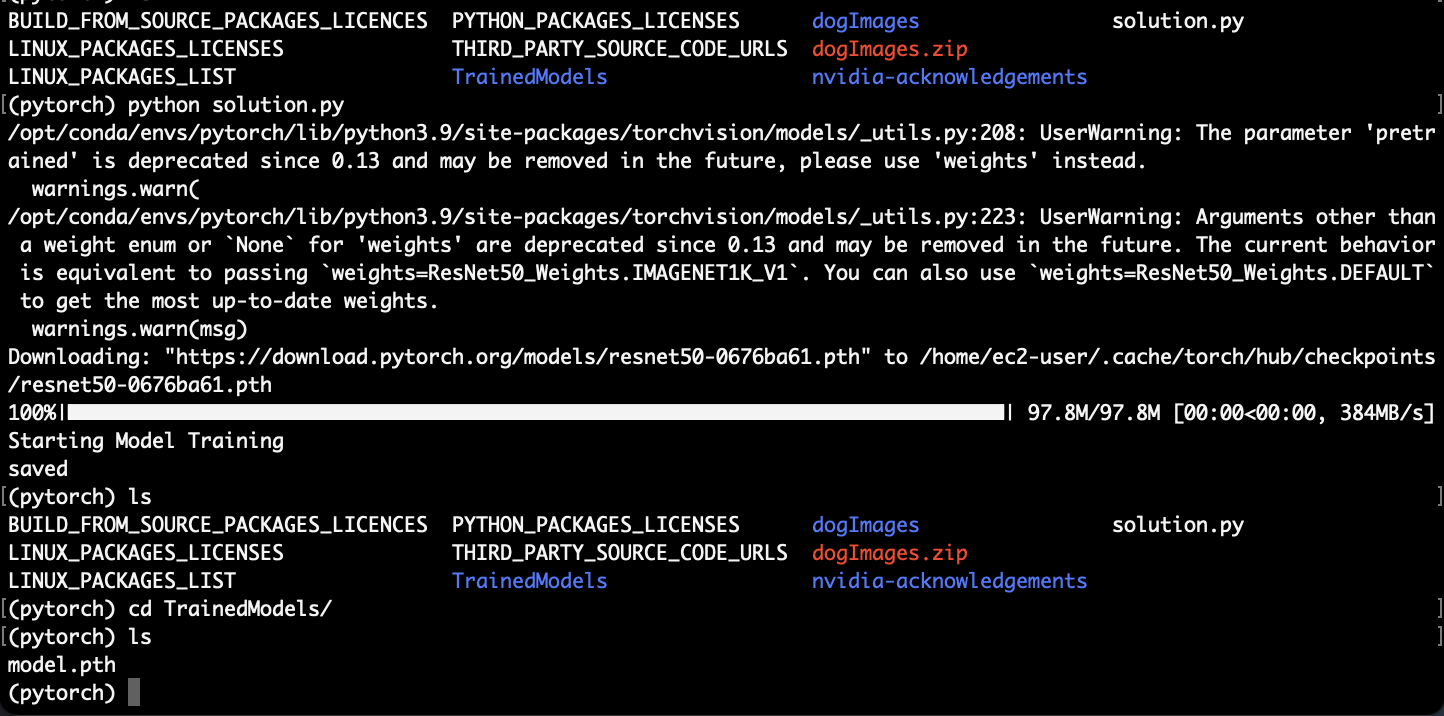 BUILD_FROM_SOURCE_PACKAGES_LICENCES  PYTHON_PACKAGES_LICENSES      dogImages               solution.py
LINUX_PACKAGES_LICENSES              THIRD_PARTY_SOURCE_CODE_URLS  dogImages.zip
LINUX_PACKAGES_LIST                  TrainedModels                 nvidia-acknowledgements
[(pytorch) python solution.py ]
/opt/conda/envs/pytorch/lib/python3.9/site-packages/torchvision/models/_utils.py:208: UserWarning: The parameter 'pretr
ained' is deprecated since 0.13 and may be removed in the future, please use 'weights' instead.
  warnings.warn(
/opt/conda/envs/pytorch/lib/python3.9/site-packages/torchvision/models/_utils.py:223: UserWarning: Arguments other than
 a weight enum or `None` for 'weights' are deprecated since 0.13 and may be removed in the future. The current behavior
 is equivalent to passing `weights=ResNet50_Weights.IMAGENET1K_V1`. You can also use `weights=ResNet50_Weights.DEFAULT`
 to get the most up-to-date weights.
  warnings.warn(msg)
Downloading: "https://download.pytorch.org/models/resnet50-0676ba61.pth" to /home/ec2-user/.cache/torch/hub/checkpoints
/resnet50-0676ba61.pth
100%| | 97.8M/97.8M [00:00<00:00, 384MB/s]
Starting Model Training
saved
[(pytorch) ls ]
BUILD_FROM_SOURCE_PACKAGES_LICENCES  PYTHON_PACKAGES_LICENSES      dogImages               solution.py
LINUX_PACKAGES_LICENSES              THIRD_PARTY_SOURCE_CODE_URLS  dogImages.zip
LINUX_PACKAGES_LIST                  TrainedModels                 nvidia-acknowledgements
[(pytorch) cd TrainedModels/ ]
[(pytorch) ls ]
model.pth
(pytorch)